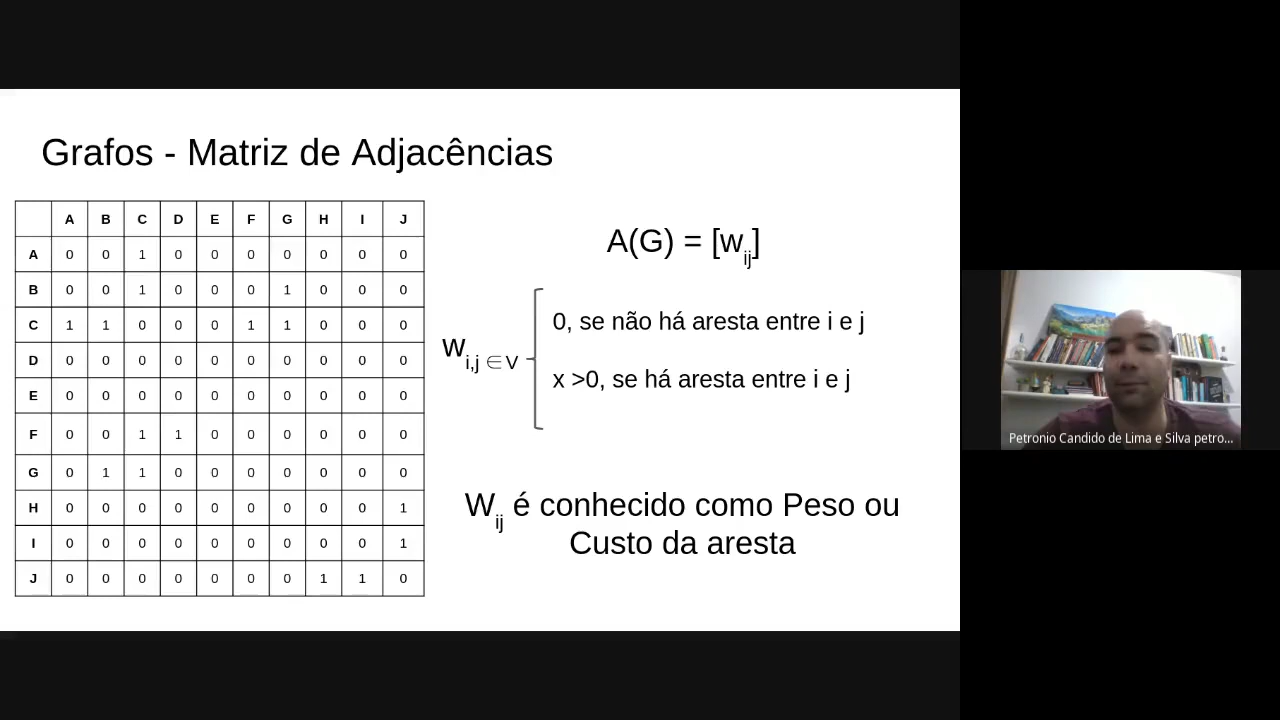 Grafos - Matriz de Adjacências
A B C D E F G H I J
A 0 0 1 0 0 0 0 0 0 0
B 0 0 1 0 0 0 1 0 0 0
C 1 1 0 0 0 1 1 0 0 0
D 0 0 0 0 0 0 0 0 0 0
E 0 0 0 0 0 0 0 0 0 0
F 0 0 1 1 0 0 0 0 0 0
G 0 1 1 0 0 0 0 0 0 0
H 0 0 0 0 0 0 0 0 0 1
I 0 0 0 0 0 0 0 0 0 1
J 0 0 0 0 0 0 0 1 1 0
A(G) = [wij]
0, se não há aresta entre i e j
wi,j ∈ V
x >0, se há aresta entre i e j
Wij é conhecido como Peso ou
Custo da aresta
Petronio Candido de Lima e Silva petro...